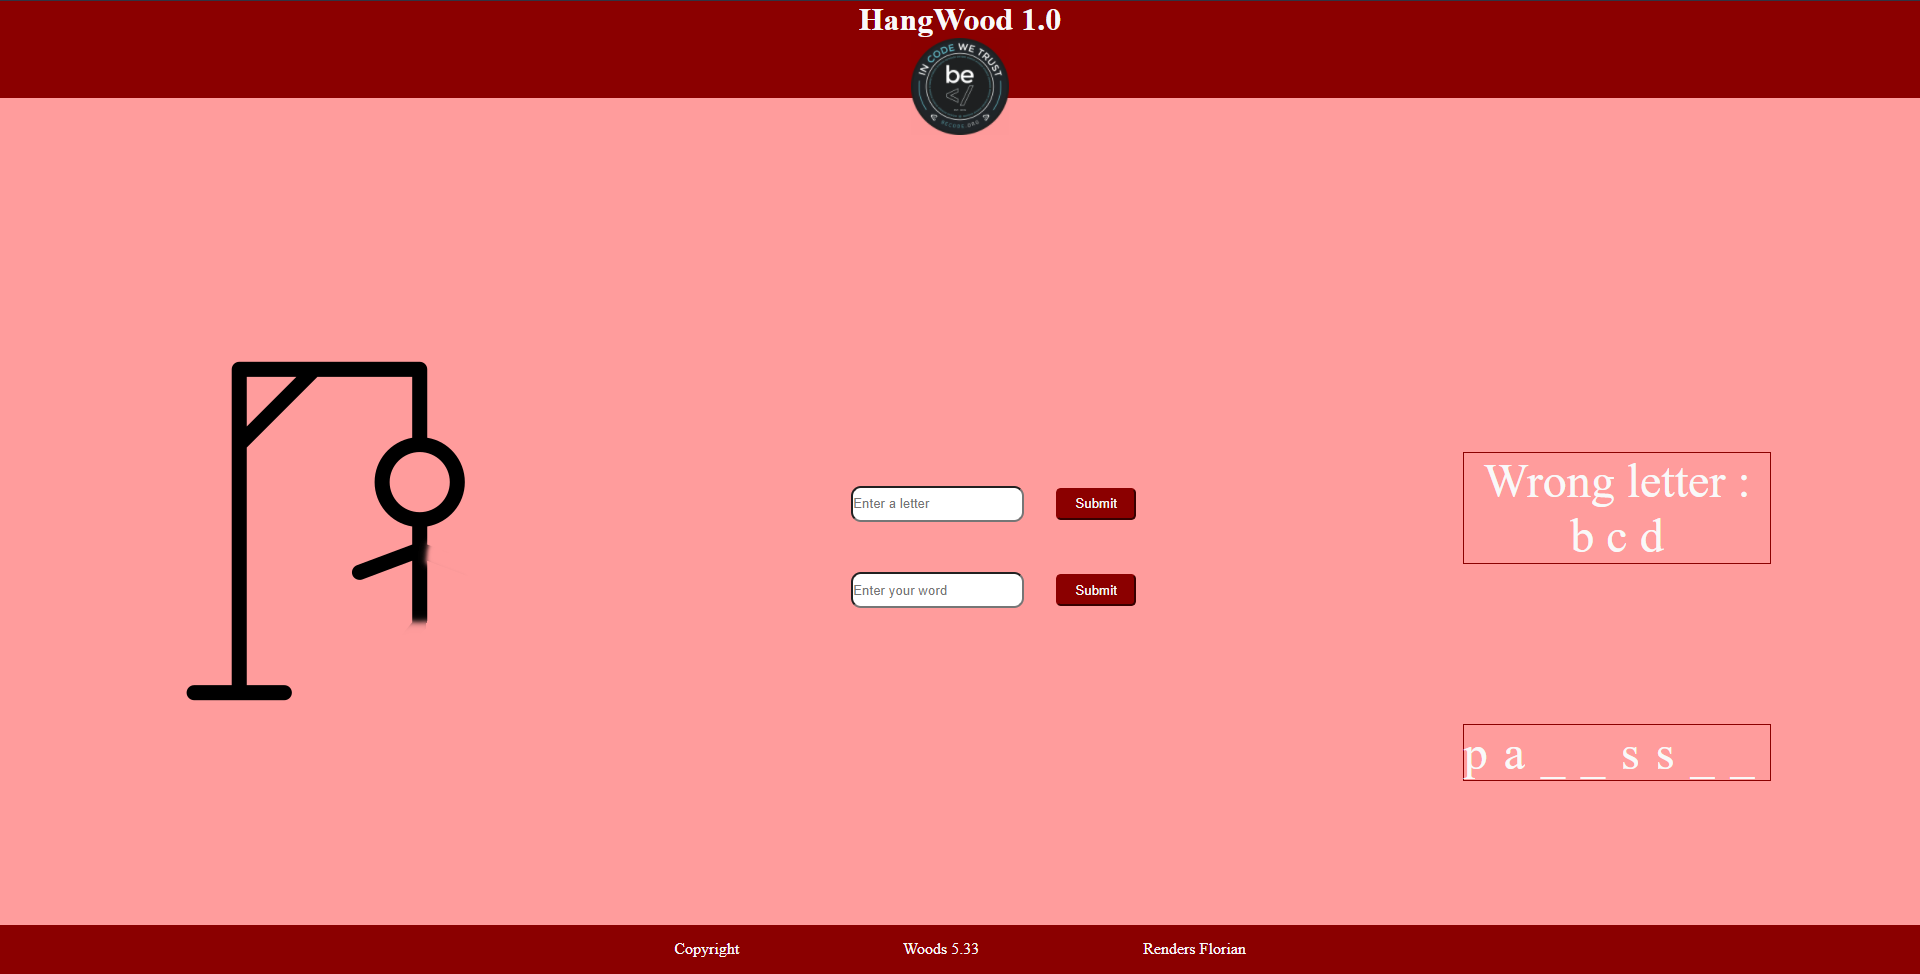 HangWood 1.0
IN CODE WE TRUST
be
</>
BECODE.ORG
Enter a letter
Submit
Enter your word
Submit
Wrong letter :
b c d
p a _ _ s s _ _
Copyright
Woods 5.33
Renders Florian